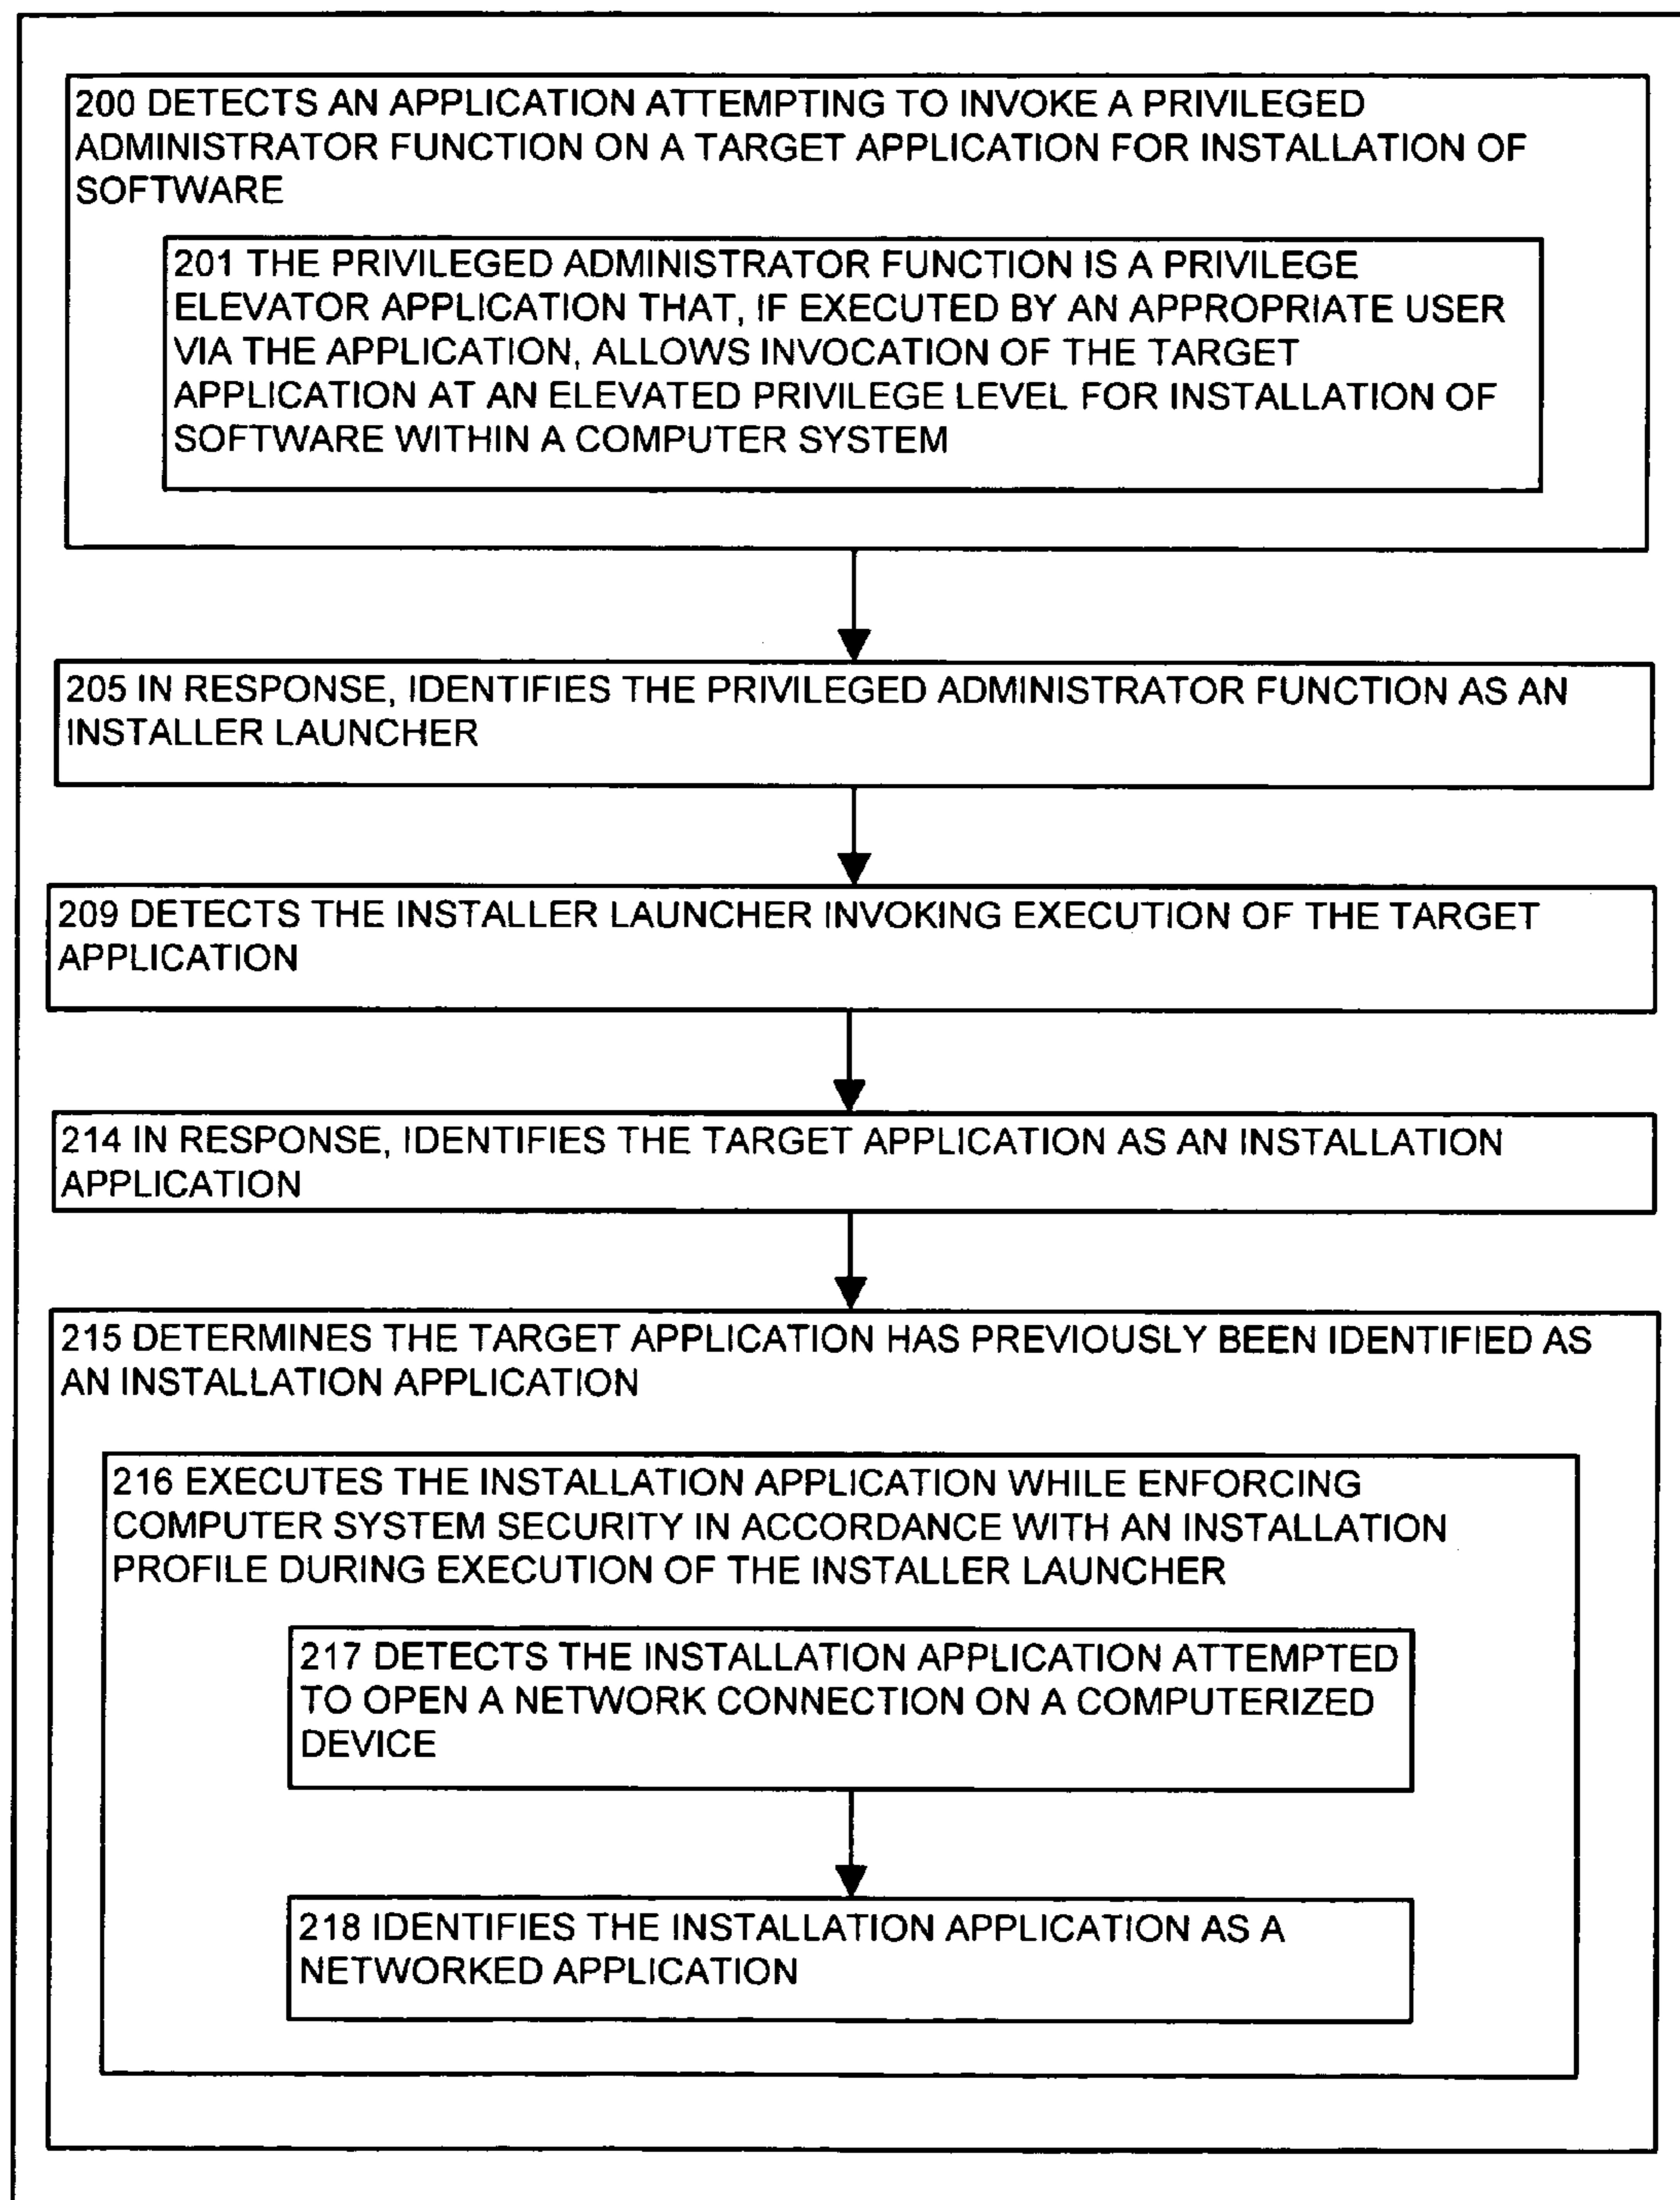 200 DETECTS AN APPLICATION ATTEMPTING TO INVOKE A PRIVILEGED
ADMINISTRATOR FUNCTION ON A TARGET APPLICATION FOR INSTALLATION OF
SOFTWARE
201 THE PRIVILEGED ADMINISTRATOR FUNCTION IS A PRIVILEGE
ELEVATOR APPLICATION THAT, IF EXECUTED BY AN APPROPRIATE USER
VIA THE APPLICATION, ALLOWS INVOCATION OF THE TARGET
APPLICATION AT AN ELEVATED PRIVILEGE LEVEL FOR INSTALLATION OF
SOFTWARE WITHIN A COMPUTER SYSTEM
205 IN RESPONSE, IDENTIFIES THE PRIVILEGED ADMINISTRATOR FUNCTION AS AN
INSTALLER LAUNCHER
209 DETECTS THE INSTALLER LAUNCHER INVOKING EXECUTION OF THE TARGET
APPLICATION
214 IN RESPONSE, IDENTIFIES THE TARGET APPLICATION AS AN INSTALLATION
APPLICATION
215 DETERMINES THE TARGET APPLICATION HAS PREVIOUSLY BEEN IDENTIFIED AS
AN INSTALLATION APPLICATION
216 EXECUTES THE INSTALLATION APPLICATION WHILE ENFORCING
COMPUTER SYSTEM SECURITY IN ACCORDANCE WITH AN INSTALLATION
PROFILE DURING EXECUTION OF THE INSTALLER LAUNCHER
217 DETECTS THE INSTALLATION APPLICATION ATTEMPTED
TO OPEN A NETWORK CONNECTION ON A COMPUTERIZED
DEVICE
218 IDENTIFIES THE INSTALLATION APPLICATION AS A
NETWORKED APPLICATION